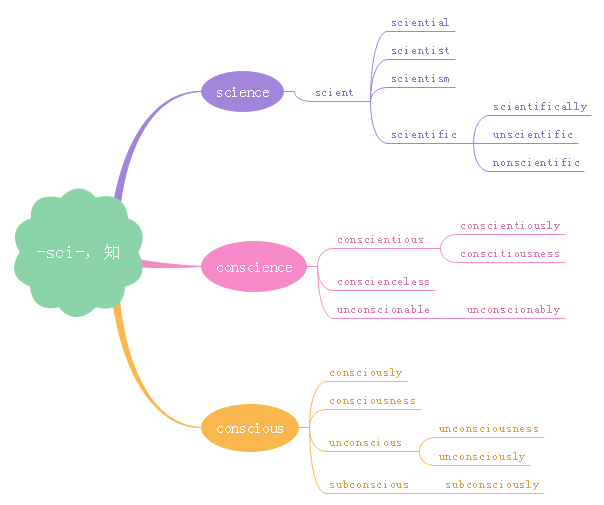 -sci-, 知
science
scient
sciential
scientist
scientism
scientific
scientifically
unscientific
nonscientific
conscience
conscientious
conscientiously
conscitiousness
conscienceless
unconscionable
unconscionably
conscious
consciously
consciousness
unconscious
unconsciousness
unconsciously
subconscious
subconsciously